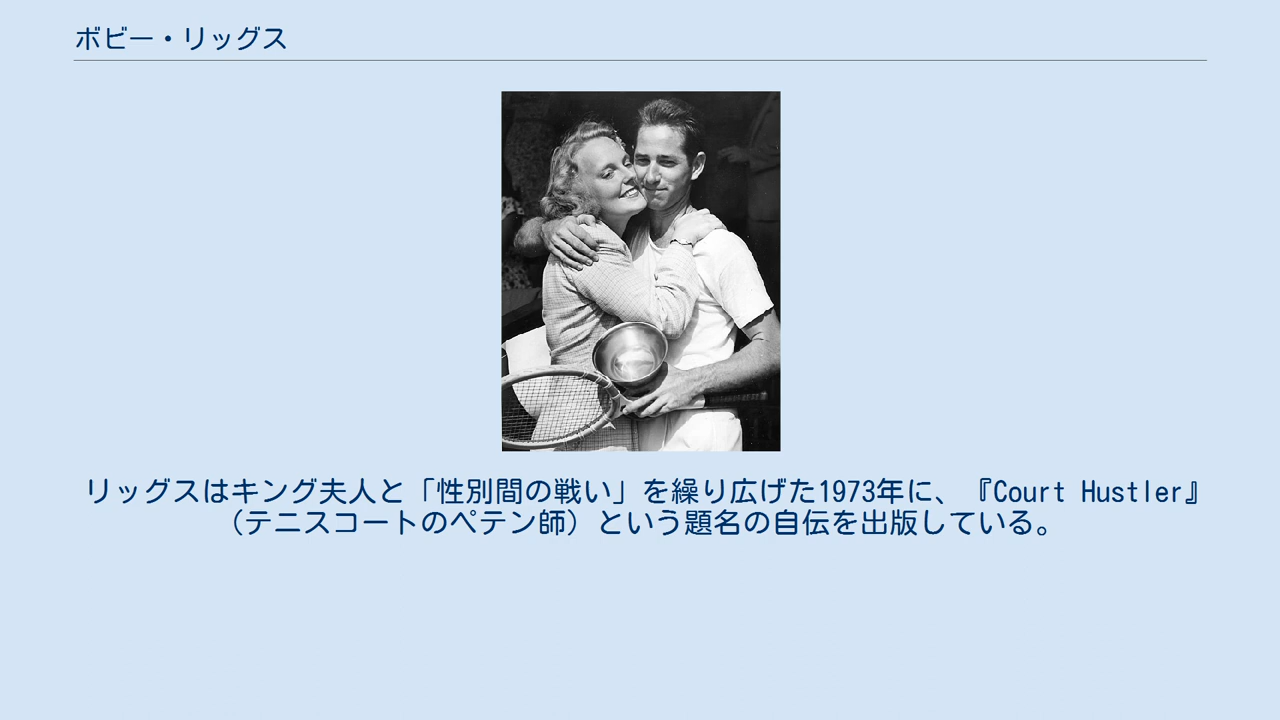 ボビー・リッグス
リッグスはキング夫人と「性別間の戦い」を繰り広げた1973年に、『Court Hustler』
（テニスコートのペテン師）という題名の自伝を出版している。